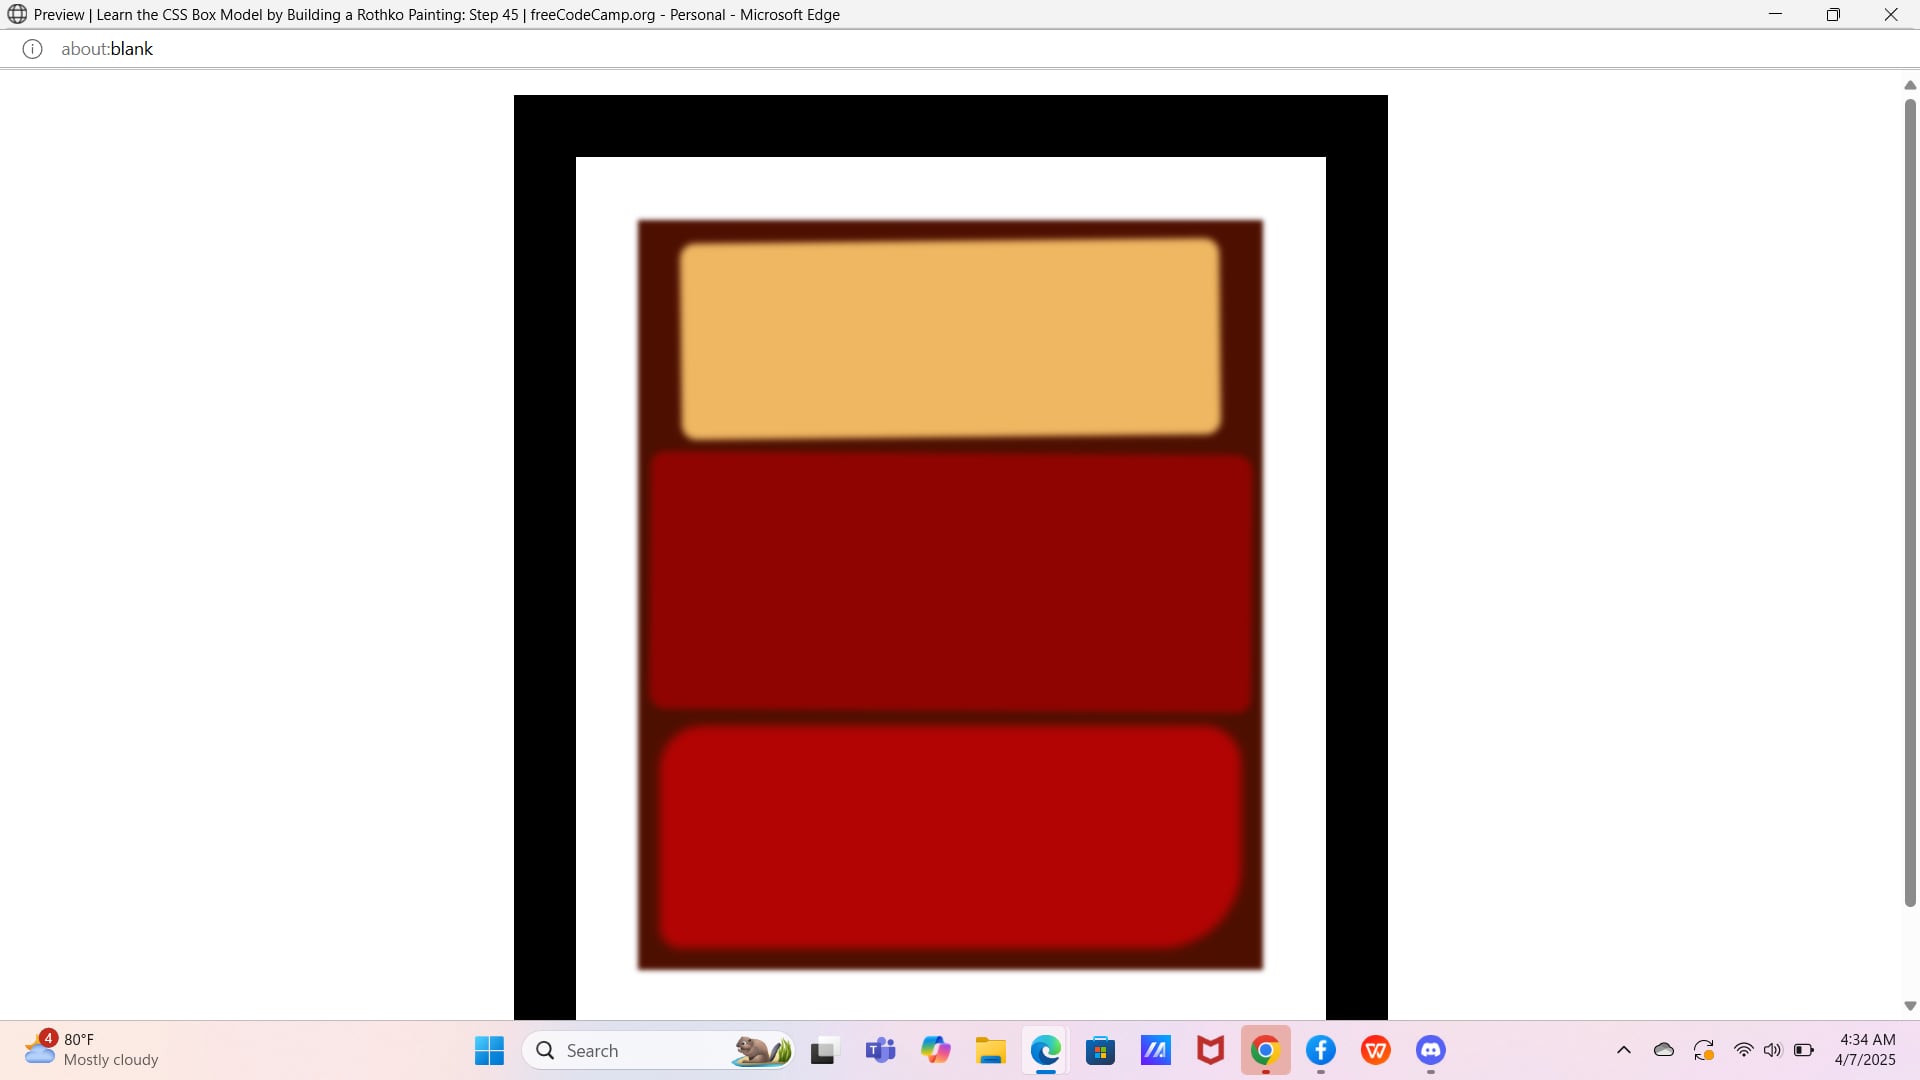 Preview | Learn the CSS Box Model by Building a Rothko Painting: Step 45 | freeCodeCamp.org - Personal - Microsoft Edge
about:blank
4
80°F
Mostly cloudy
Search
4:34 AM
4/7/2025